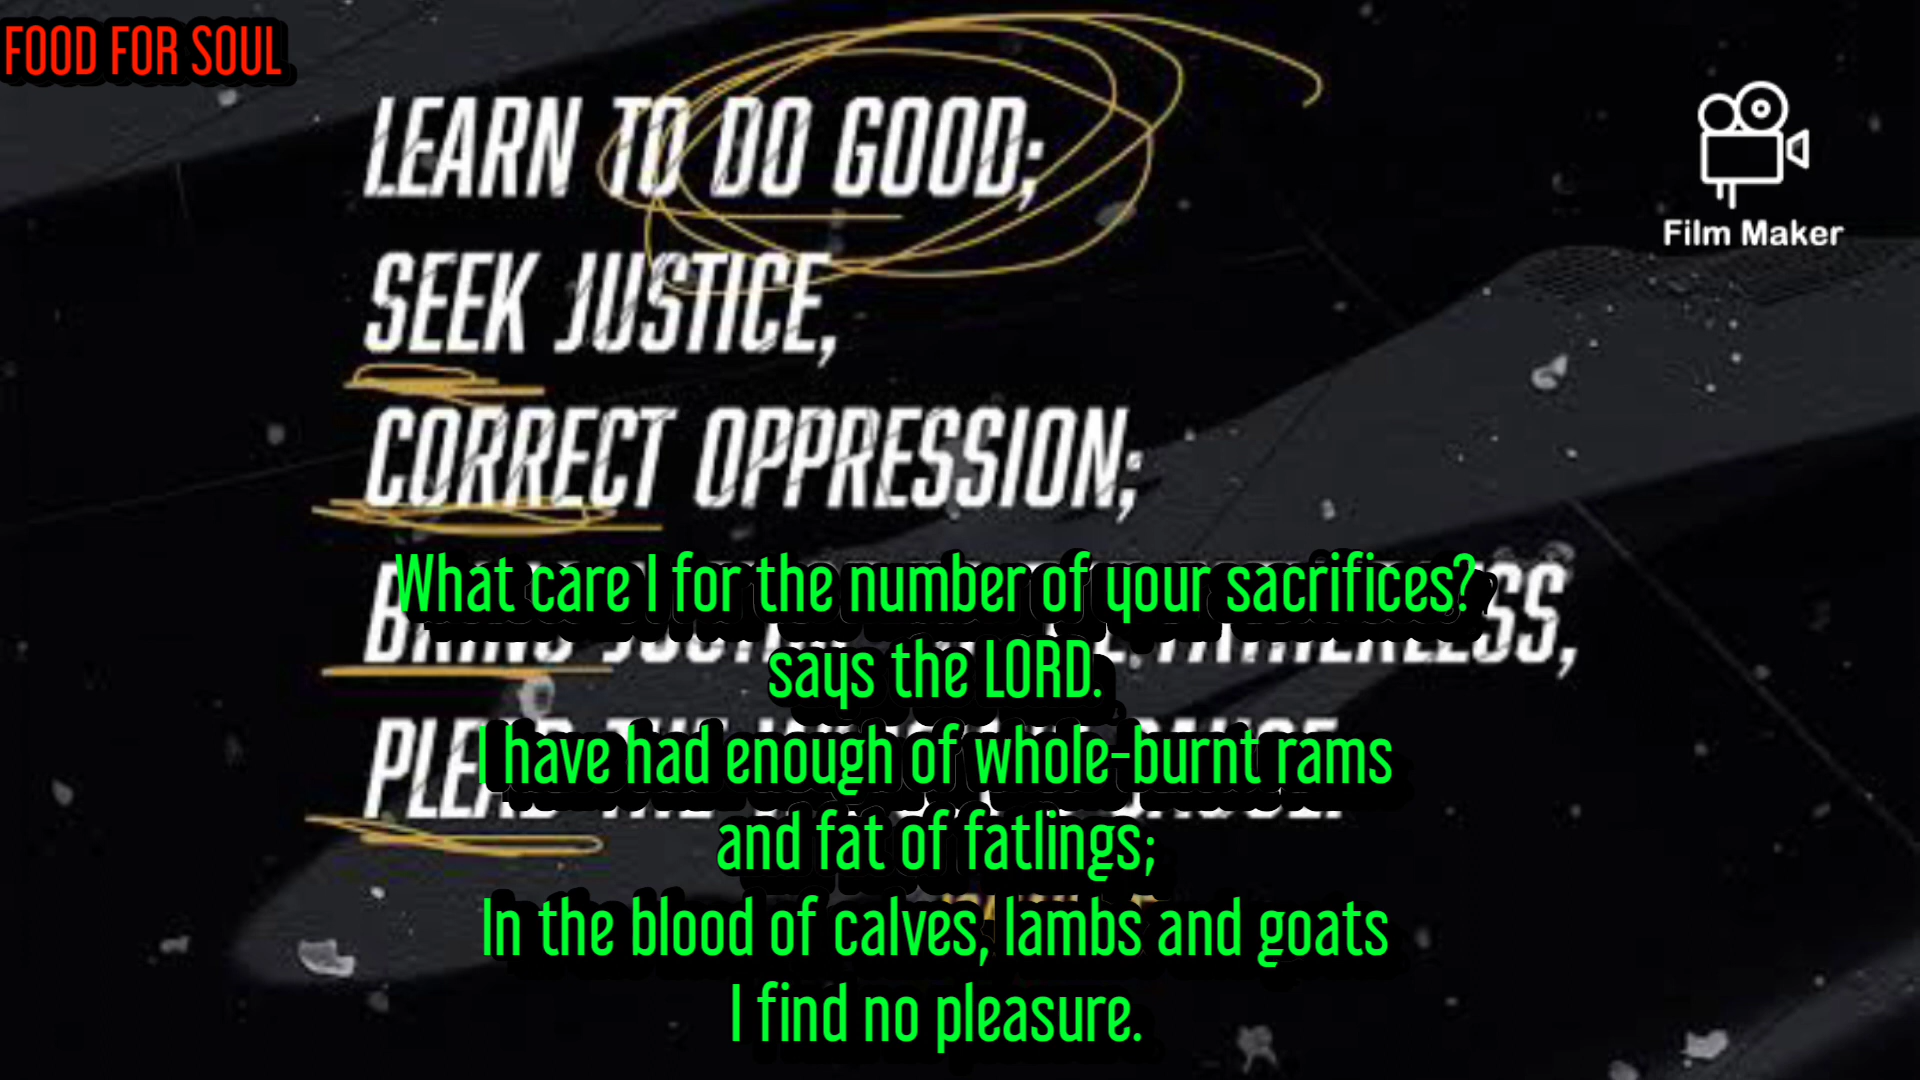 FOOD FOR SOUL
LEARN TO DO GOOD;
SEEK JUSTICE,
CORRECT OPPRESSION;
Film Maker
What care I for the number of your sacrifices?
says the LORD.
I have had enough of whole-burnt rams
and fat of fatlings;
In the blood of calves, lambs and goats
I find no pleasure.